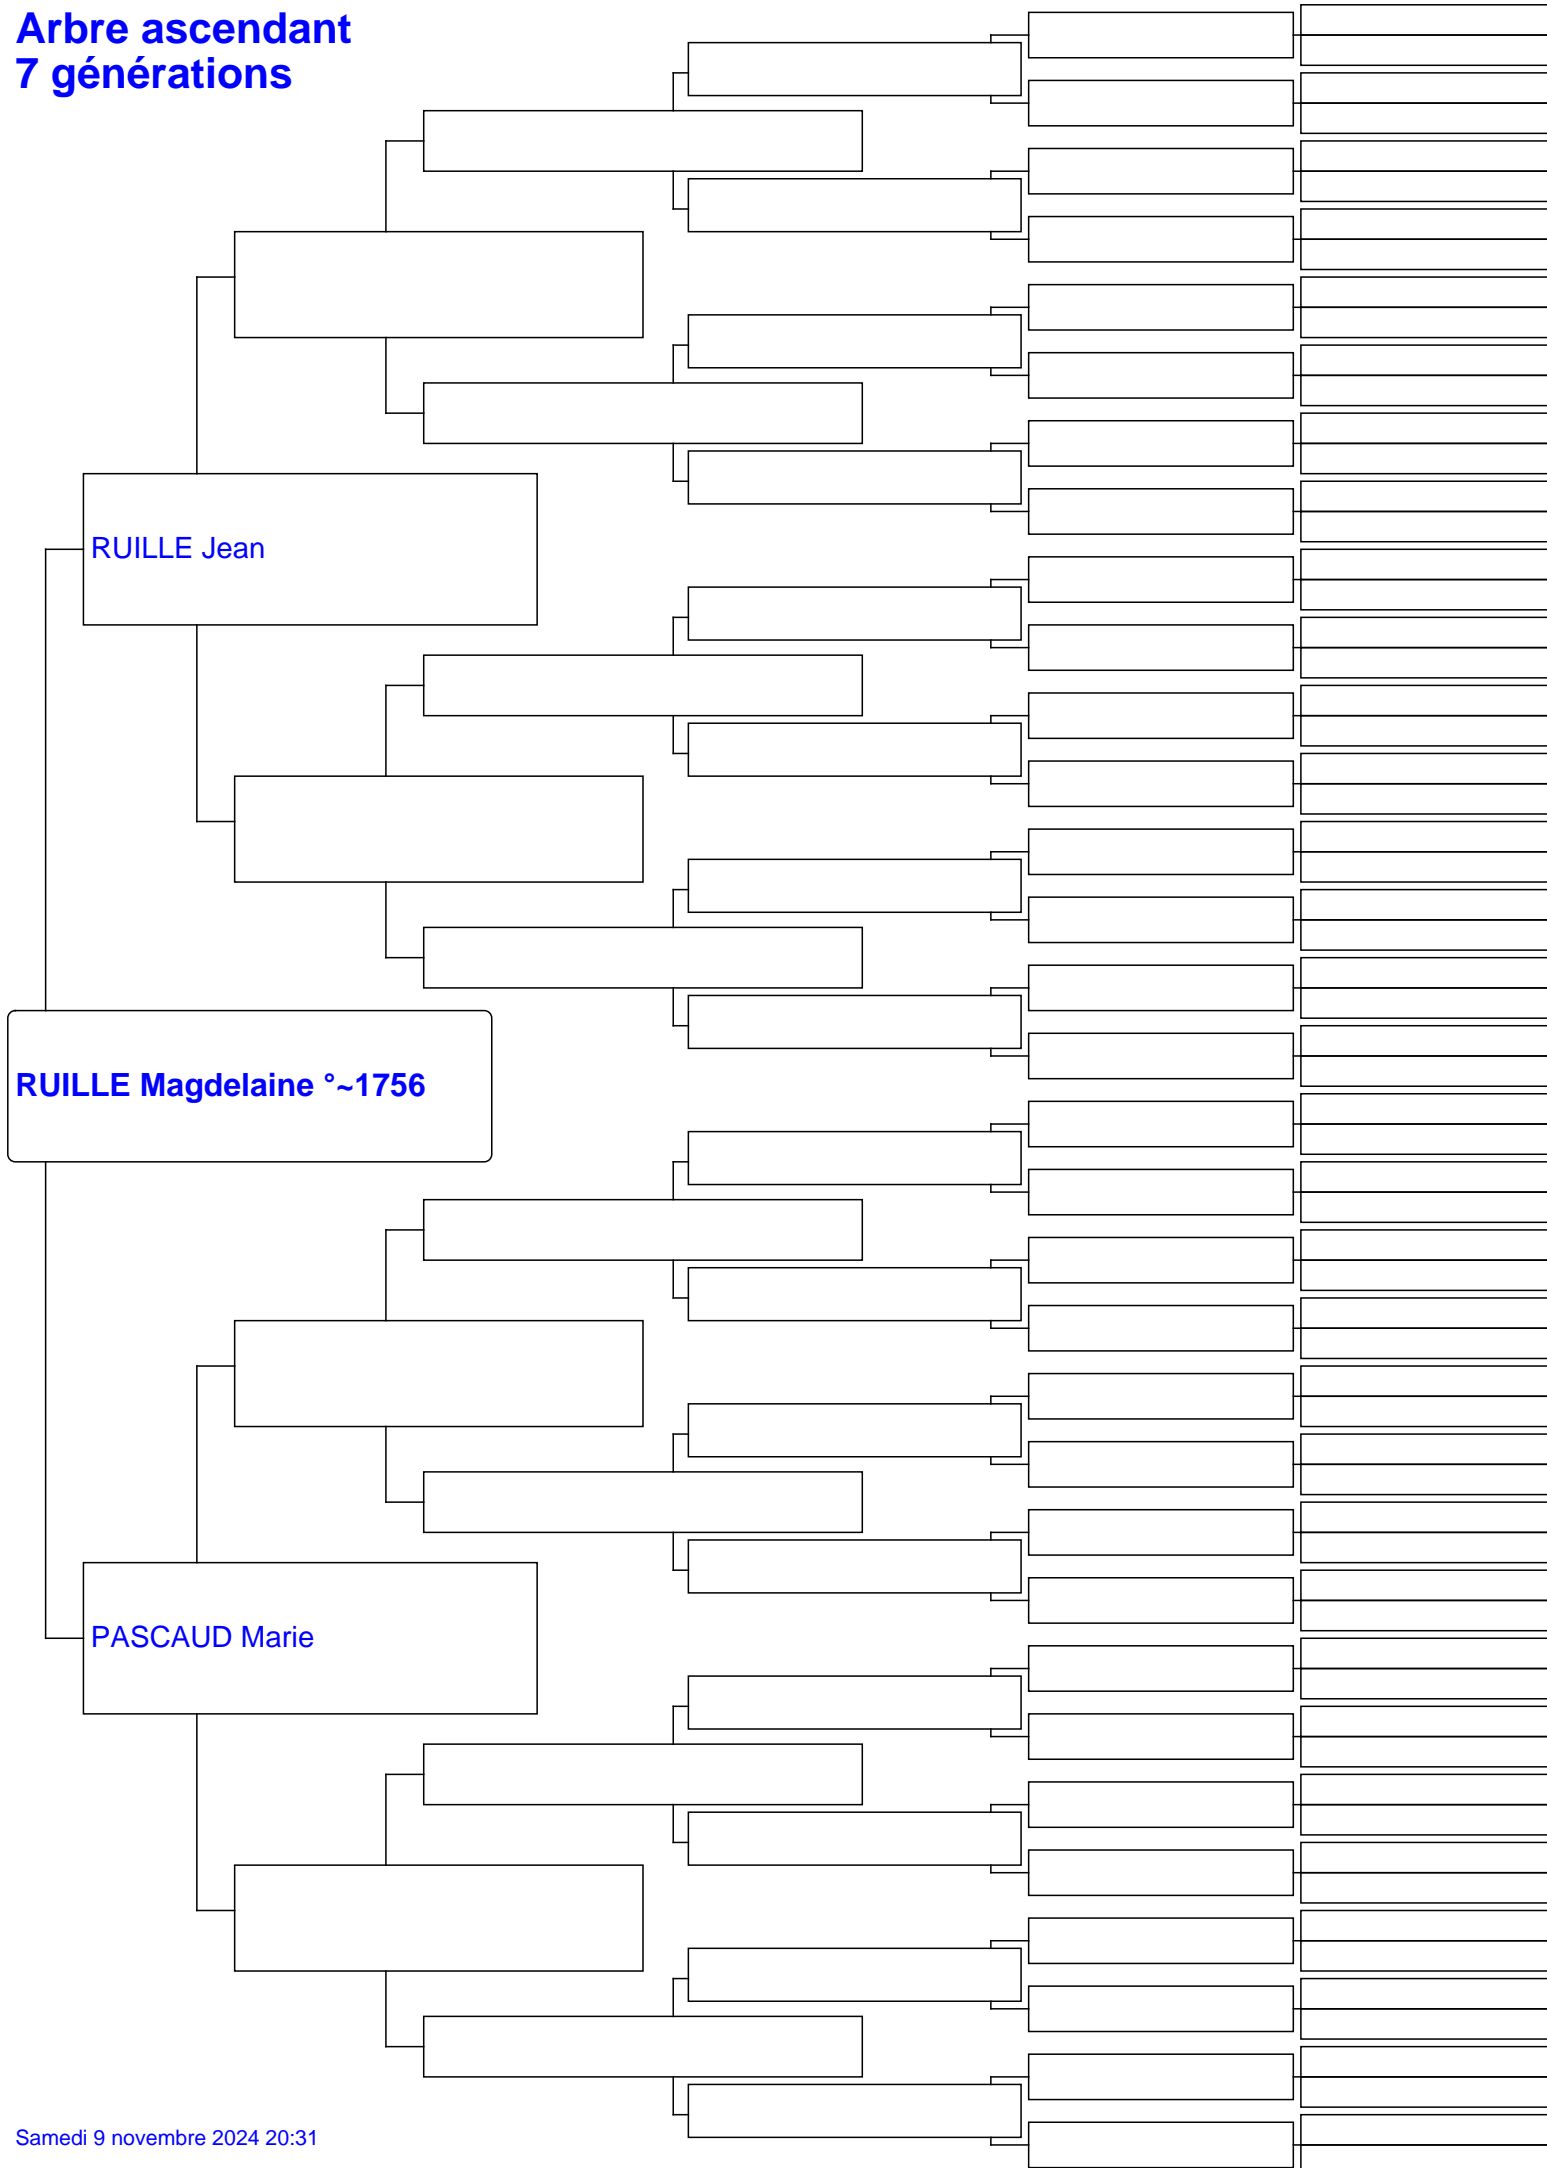 Arbre ascendant
7 générations
RUILLE Jean
RUILLE Magdelaine °~1756
PASCAUD Marie
Samedi 9 novembre 2024 20:31